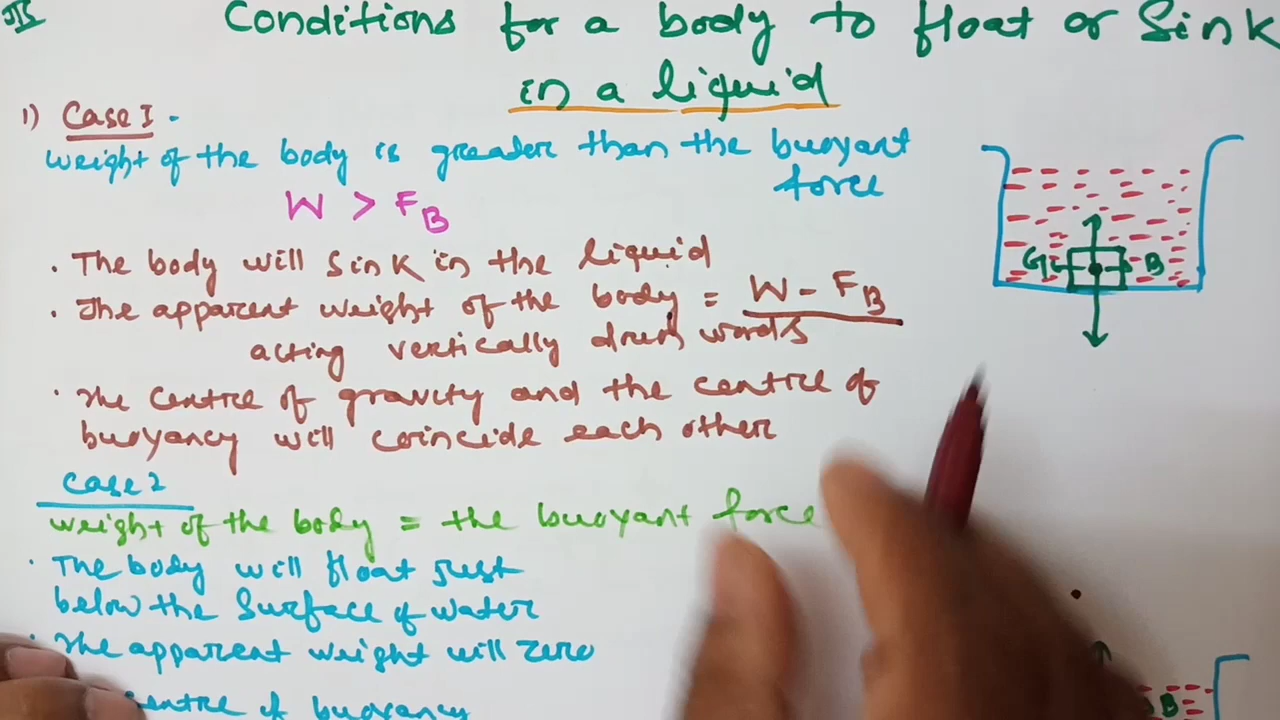 Conditions for a body to float or Sink
in a liquid
1) Case I -
weight of the body is greater than the buoyant
force
W > F_B
. The body will sink in the liquid
. The apparent weight of the body = W - F_B
acting vertically downwards
. The centre of gravity and the centre of
buoyancy will coincide each other
G B
Case 2
weight of the body = the buoyant force
. The body will float just
below the surface of water
. The apparent weight will zero
centre of buoyancy
B